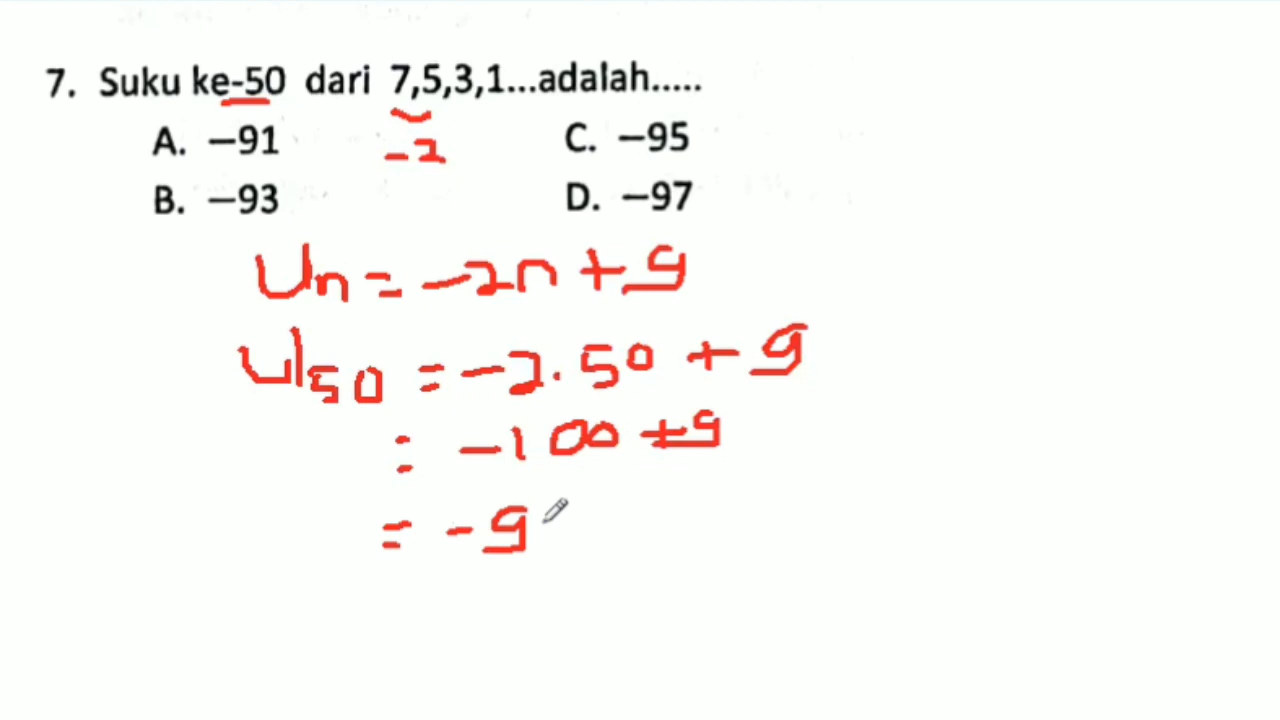 7. Suku ke-50 dari 7,5,3,1...adalah.....
-2
A. −91 C. −95
B. −93 D. −97
Un = -2n + 9
U50 = -2.50 + 9
= -100 + 9
= -9